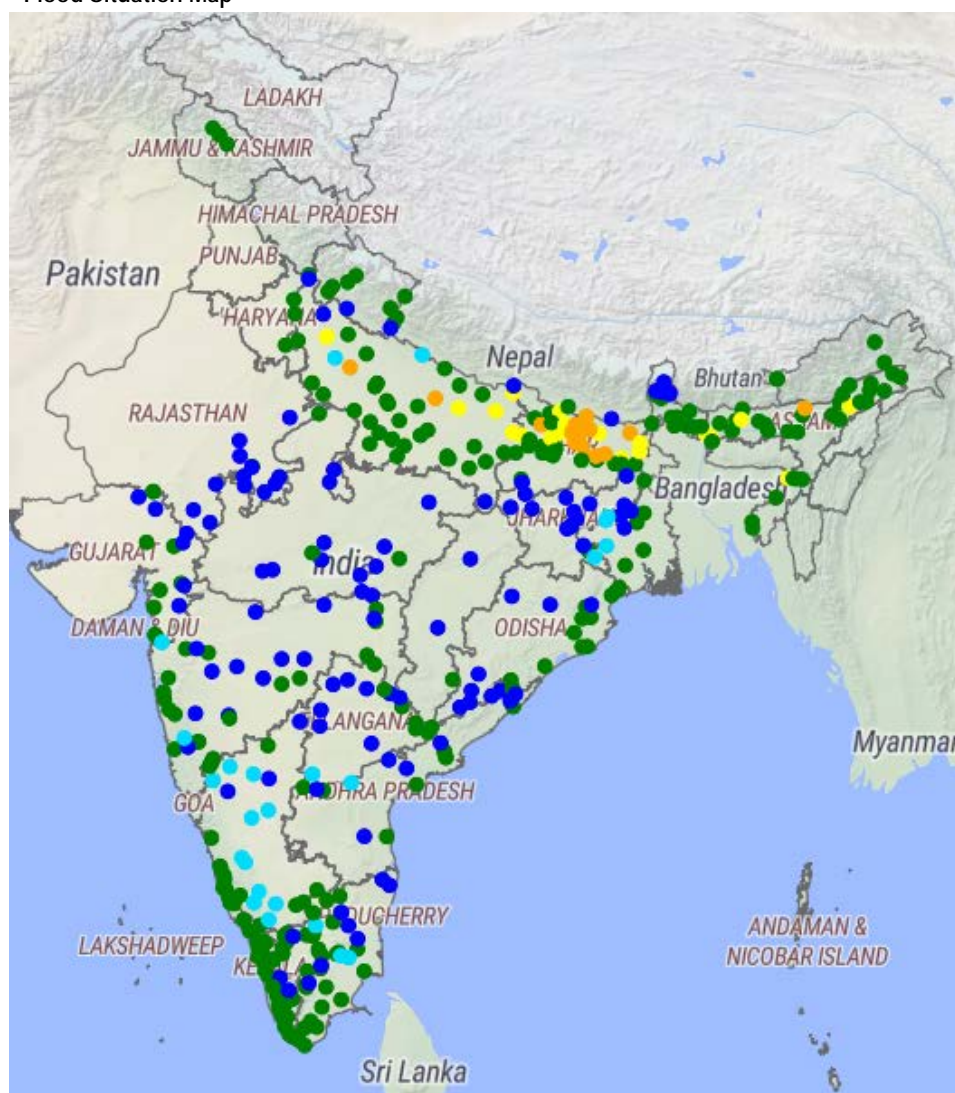 Flood Situation Map
LADAKH
JAMMU & KASHMIR
HIMACHAL PRADESH
PUNJAB
Pakistan
HARYANA
Nepal
Bhutan
RAJASTHAN
ASSAM
Bangladesh
JHARKHAND
GUJARAT
India
DAMAN & DIU
ODISHA
TELANGANA
Myanmar
ANDHRA PRADESH
GOA
PUDUCHERRY
ANDAMAN &
NICOBAR ISLAND
LAKSHADWEEP
KERALA
Sri Lanka